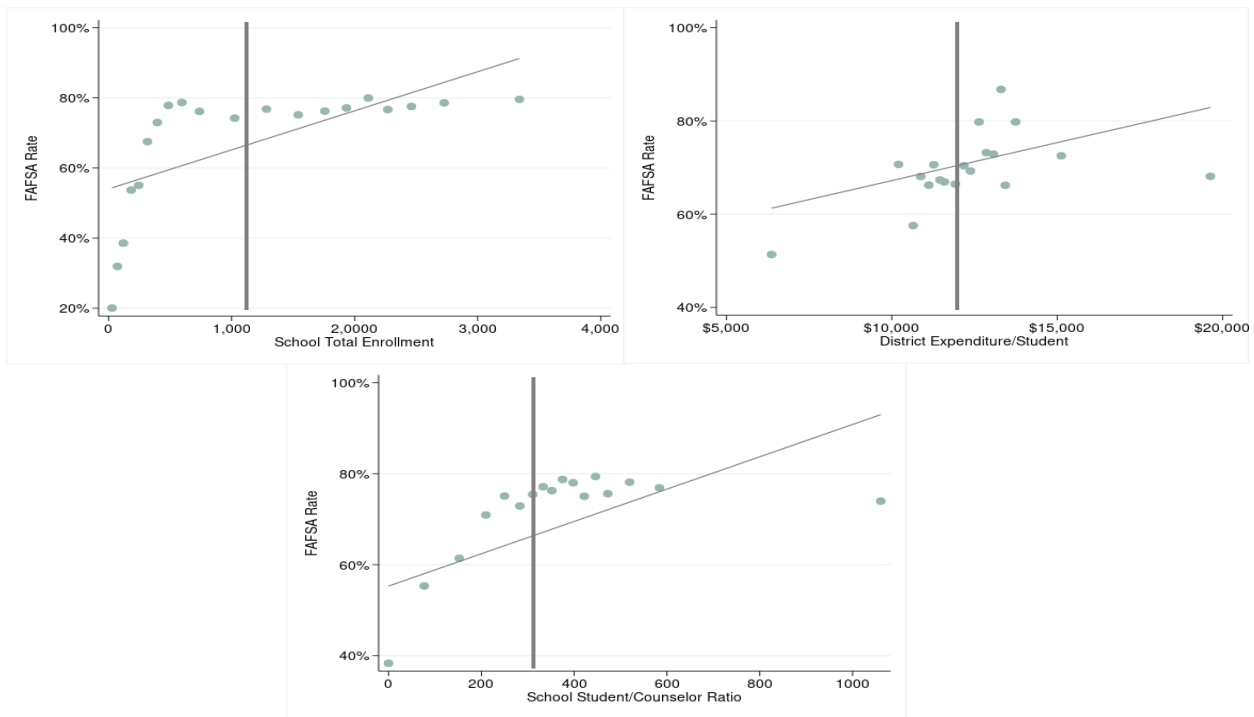 100%
80%
60%
40%
20%
FAFSA Rate
0 1,000 2,0000 3,000 4,000
School Total Enrollment
100%
80%
60%
40%
FAFSA Rate
$5,000 $10,000 $15,000 $20,000
District Expenditure/Student
100%
80%
60%
40%
FAFSA Rate
0 200 400 600 800 1000
School Student/Counselor Ratio